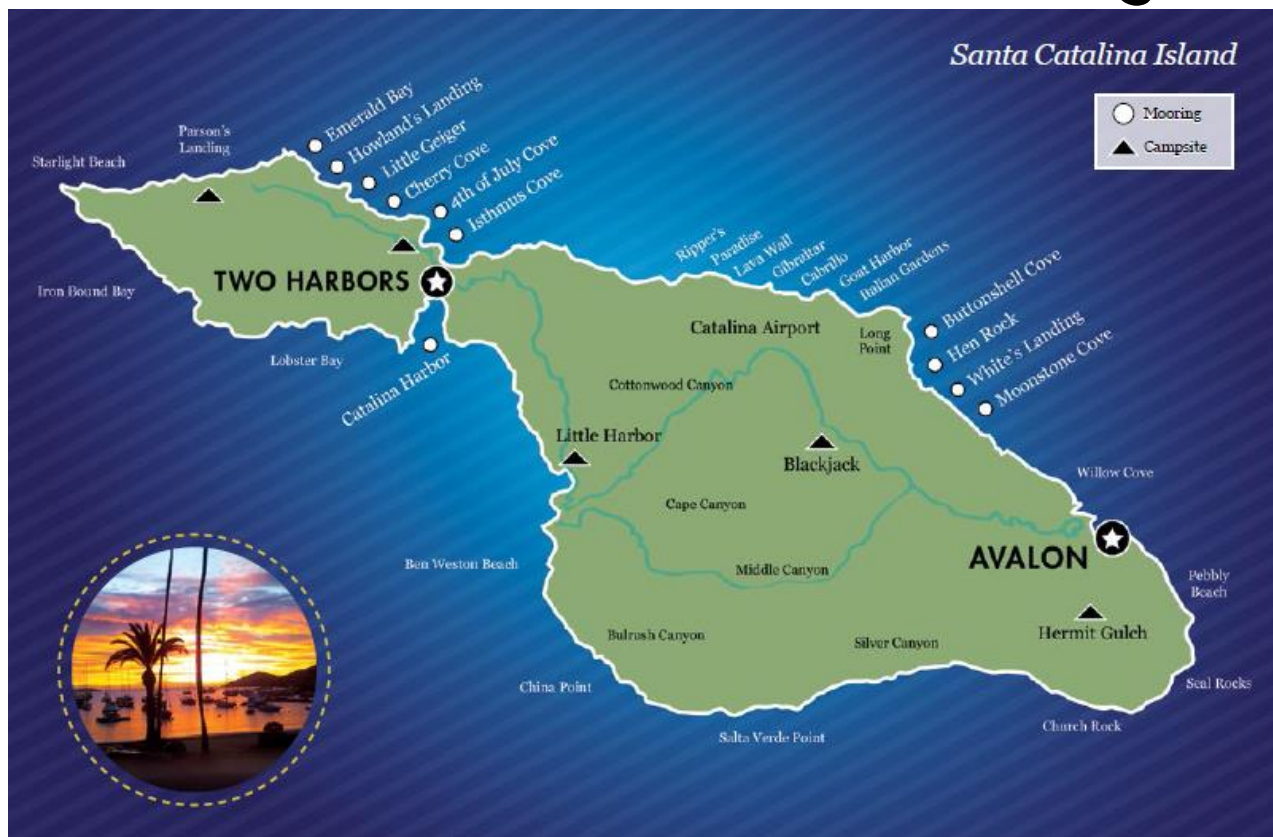 Santa Catalina Island
Mooring
Campsite
Emerald Bay
Howland's Landing
Little Geiger
Cherry Cove
4th of July Cove
Isthmus Cove
Parson's
Landing
Starlight Beach
TWO HARBORS
Iron Bound Bay
Lobster Bay
Catalina Harbor
Ripper's
Paradise
Lava Wall
Gibraltar
Cabrillo
Goat Harbor
Italian Gardens
Buttonshell Cove
Hen Rock
White's Landing
Moonstone Cove
Catalina Airport
Long
Point
Cottonwood Canyon
Little Harbor
Blackjack
Willow Cove
Cape Canyon
AVALON
Ben Weston Beach
Middle Canyon
Pebbly
Beach
Hermit Gulch
Bulrush Canyon
Silver Canyon
China Point
Seal Rocks
Church Rock
Salta Verde Point